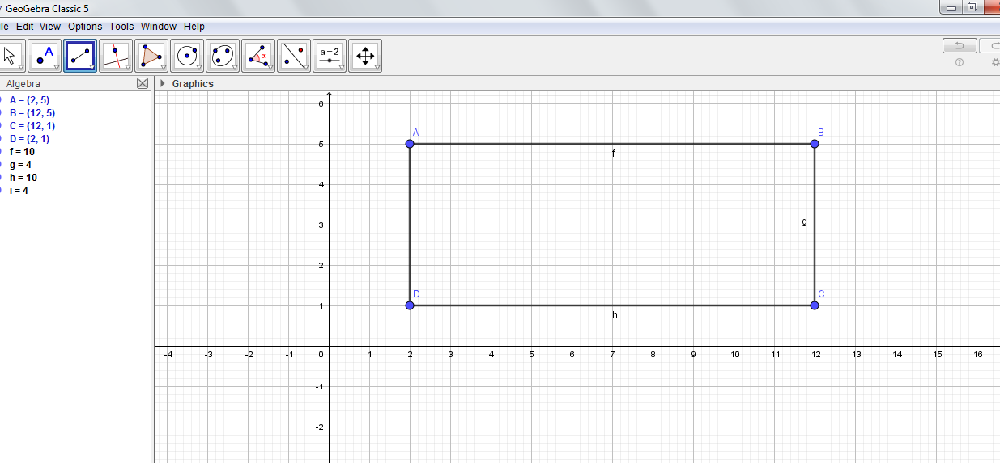 GeoGebra Classic 5
le Edit View Options Tools Window Help
A
α
a = 2
Algebra
Graphics
A = (2, 5)
B = (12, 5)
C = (12, 1)
D = (2, 1)
f = 10
g = 4
h = 10
i = 4
6
A B
5
f
4
i g
3
2
D C
1
h
-4 -3 -2 -1 0 1 2 3 4 5 6 7 8 9 10 11 12 13 14 15 16
-1
-2